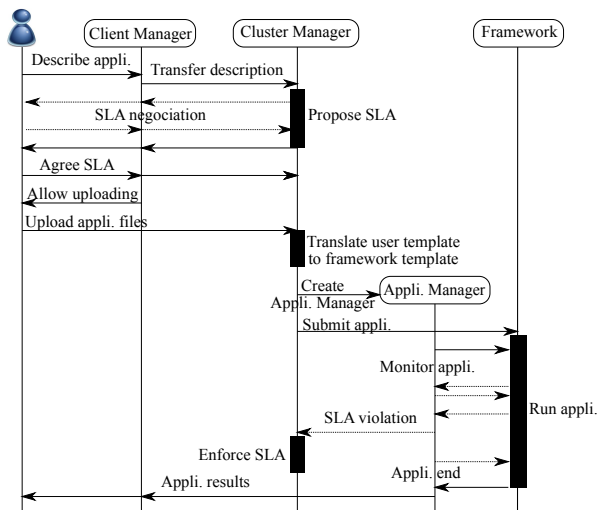 Client Manager
Cluster Manager
Framework
Describe appli.
Transfer description
SLA negociation
Propose SLA
Agree SLA
Allow uploading
Upload appli. files
Translate user template
to framework template
Create
Appli. Manager
Appli. Manager
Submit appli.
Monitor appli.
Run appli.
SLA violation
Enforce SLA
Appli. end
Appli. results